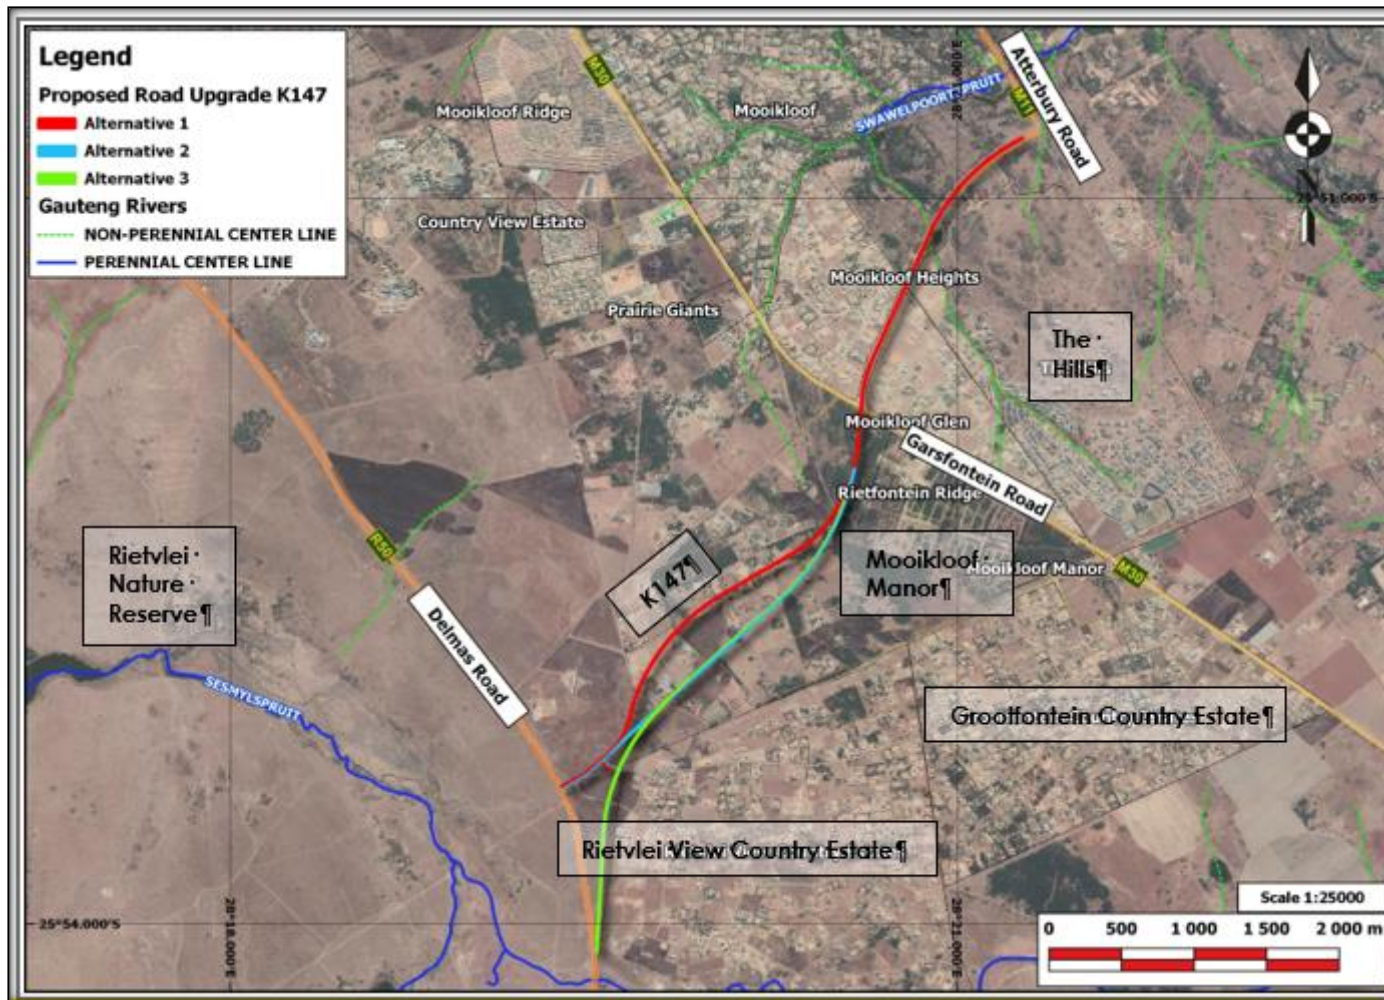 Legend
Proposed Road Upgrade K147
Alternative 1
Alternative 2
Alternative 3
Gauteng Rivers
NON-PERENNIAL CENTER LINE
PERENNIAL CENTER LINE
M30
Mooikloof Ridge
Mooikloof
SWAWELPOORTSPRUIT
M11
Atterbury Road
Country View Estate
Mooikloof Heights
Prairie Giants
The ·
Hills¶
Mooikloof Glen
Garsfontein Road
Rietfontein Ridge
R50
Rietvlei ·
Nature ·
Reserve¶
K147¶
Mooikloof ·
Manor¶
Mooikloof Manor
M30
Delmas Road
SESMYLSPRUIT
Grootfontein Country Estate¶
Rietvlei View Country Estate¶
25°54.000'S
28°18.000'E
28°21.000'E
Scale 1:25000
0 500 1 000 1 500 2 000 m